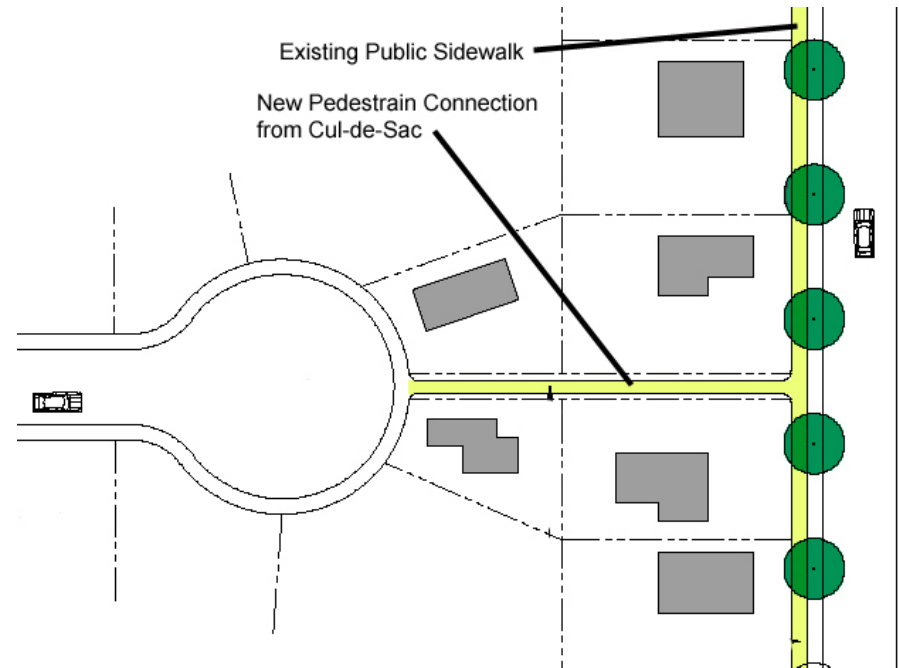 Existing Public Sidewalk
New Pedestrain Connection
from Cul-de-Sac